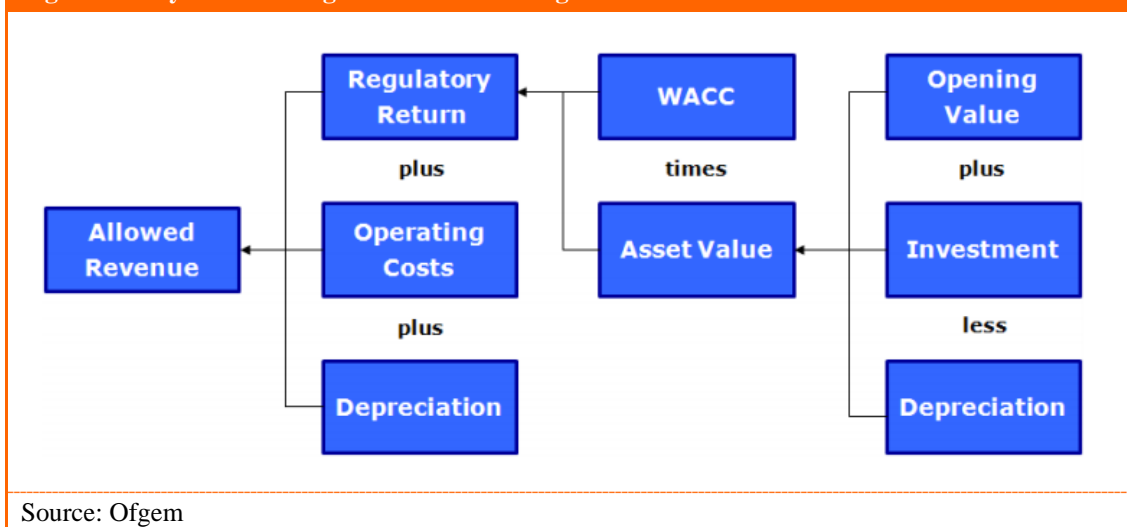 Regulatory
Return
WACC
Opening
Value
plus
times
plus
Allowed
Revenue
Operating
Costs
Asset Value
Investment
plus
less
Depreciation
Depreciation
Source: Ofgem